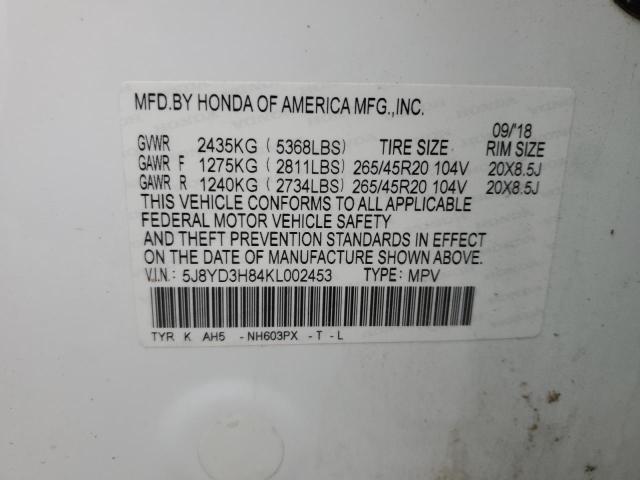 MFD.BY HONDA OF AMERICA MFG.,INC.
09/'18
GVWR 2435KG (5368LBS) TIRE SIZE RIM SIZE
GAWR F 1275KG (2811LBS) 265/45R20 104V 20X8.5J
GAWR R 1240KG (2734LBS) 265/45R20 104V 20X8.5J
THIS VEHICLE CONFORMS TO ALL APPLICABLE
FEDERAL MOTOR VEHICLE SAFETY
AND THEFT PREVENTION STANDARDS IN EFFECT
ON THE DATE OF MANUFACTURE SHOWN ABOVE.
V.I.N.: 5J8YD3H84KL002453 TYPE: MPV
TYR K AH5 -NH603PX -T -L